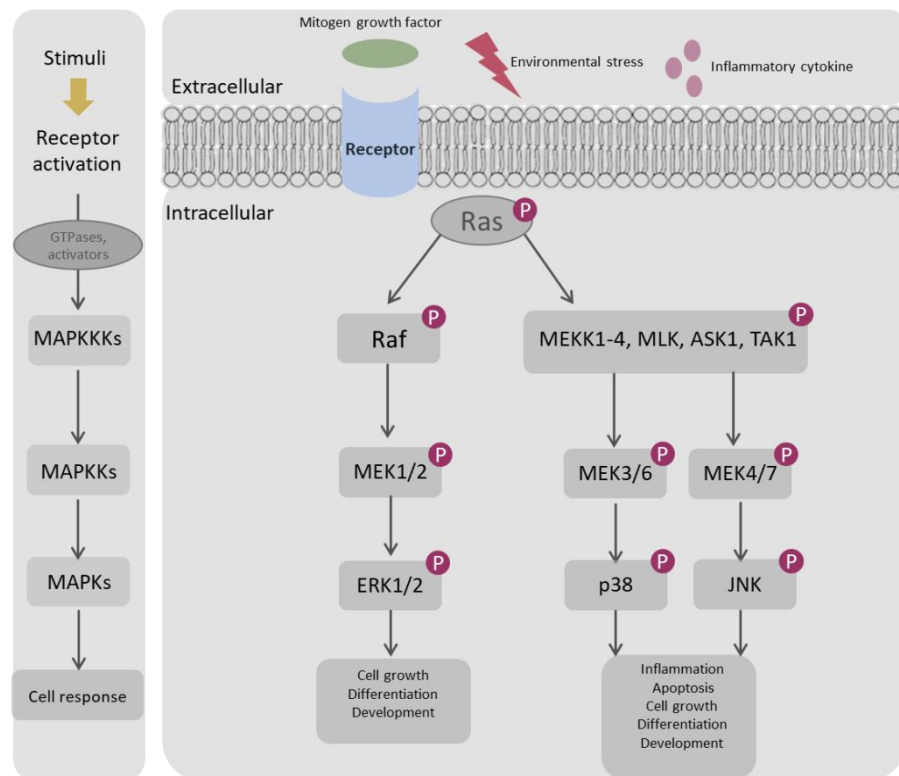 Stimuli
Receptor
activation
GTPases,
activators
MAPKKKs
MAPKKs
MAPKs
Cell response
Mitogen growth factor
Environmental stress
Inflammatory cytokine
Extracellular
Receptor
Intracellular
Ras
P
Raf
P
MEKK1-4, MLK, ASK1, TAK1
P
MEK1/2
P
MEK3/6
P
MEK4/7
P
ERK1/2
P
p38
P
JNK
P
Cell growth
Differentiation
Development
Inflammation
Apoptosis
Cell growth
Differentiation
Development